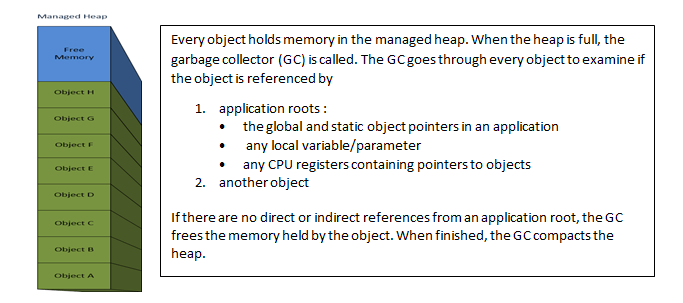 Managed Heap
Free
Memory
Object H
Object G
Object F
Object E
Object D
Object C
Object B
Object A
Every object holds memory in the managed heap. When the heap is full, the
garbage collector (GC) is called. The GC goes through every object to examine if
the object is referenced by
1. application roots :
• the global and static object pointers in an application
• any local variable/parameter
• any CPU registers containing pointers to objects
2. another object
If there are no direct or indirect references from an application root, the GC
frees the memory held by the object. When finished, the GC compacts the
heap.